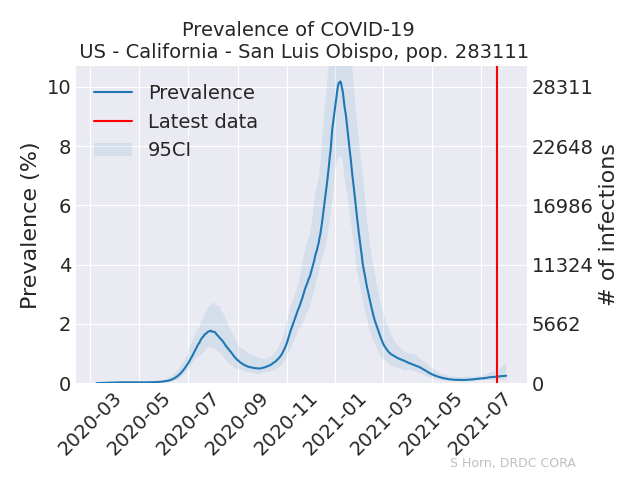 Prevalence of COVID-19
US - California - San Luis Obispo, pop. 283111
Prevalence
Latest data
95CI
Prevalence (%)
10
8
6
4
2
0
28311
22648
16986
11324
5662
0
# of infections
2020-03
2020-05
2020-07
2020-09
2020-11
2021-01
2021-03
2021-05
2021-07
S Horn, DRDC CORA